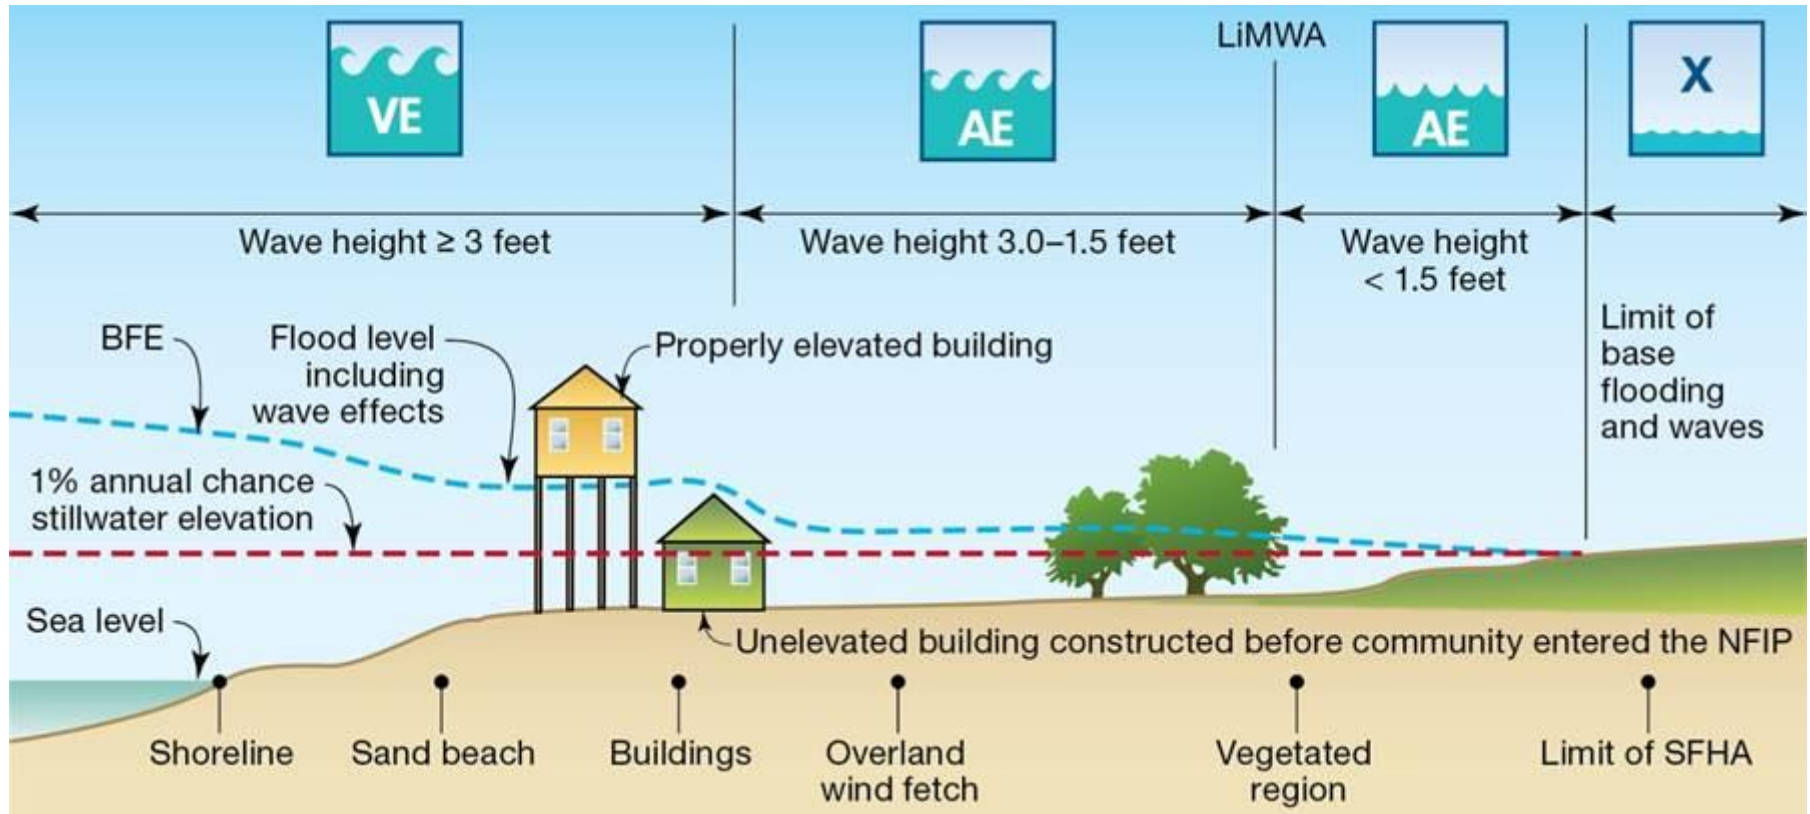 VE
AE
LiMWA
AE
X
Wave height ≥ 3 feet
Wave height 3.0–1.5 feet
Wave height
< 1.5 feet
BFE
Flood level
including
wave effects
Properly elevated building
Limit of
base
flooding
and waves
1% annual chance
stillwater elevation
Sea level
Unelevated building constructed before community entered the NFIP
Shoreline
Sand beach
Buildings
Overland
wind fetch
Vegetated
region
Limit of SFHA